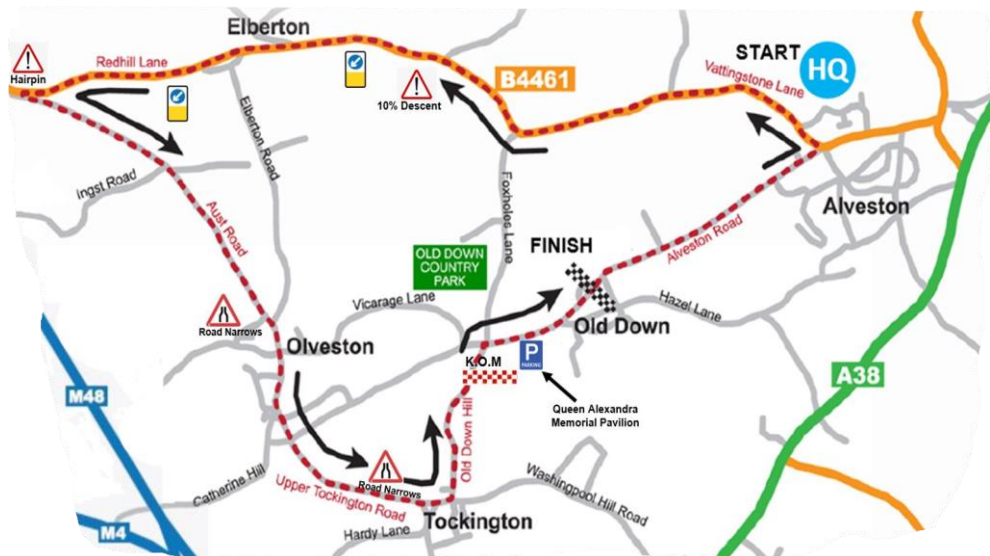 Elberton
START
HQ
Vattingstone Lane
Redhill Lane
Hairpin
10% Descent
B4461
Elberton Road
ingst Road
Foxholes Lane
Alveston
Aust Road
Alveston Road
FINISH
OLD DOWN
COUNTRY
PARK
Vicarage Lane
Hazel Lane
Road Narrows
Old Down
Olveston
K.O.M
P
PARKING
A38
M48
Queen Alexandra
Memorial Pavilion
Old Down Hill
Catherine Hill
Upper Tockington Road
Road Narrows
Washingpool Hill Road
Tockington
M4
Hardy Lane